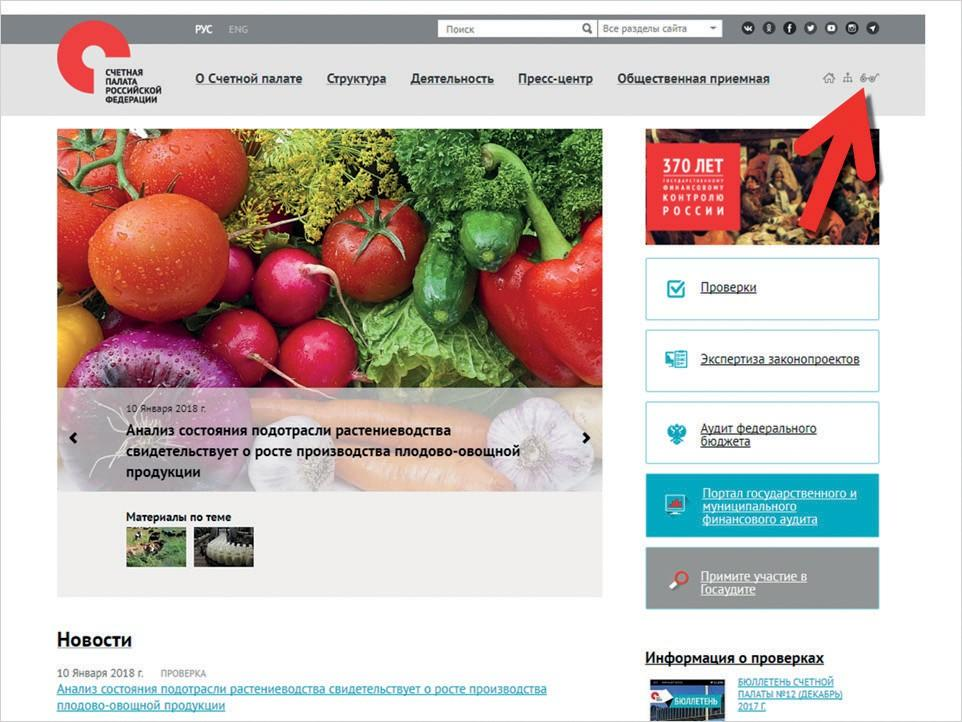 РУС ENG
Поиск
Все разделы сайта
СЧЕТНАЯ
ПАЛАТА
РОССИЙСКОЙ
ФЕДЕРАЦИИ
О Счетной палате Структура Деятельность Пресс-центр Общественная приемная
370 ЛЕТ
ГОСУДАРСТВЕННОМУ
ФИНАНСОВОМУ
КОНТРОЛЮ
РОССИИ
Проверки
Экспертиза законопроектов
Аудит федерального
бюджета
Портал государственного и
муниципального
финансового аудита
Примите участие в
Госаудите
10 Января 2018 г.
Анализ состояния подотрасли растениеводства
свидетельствует о росте производства плодово-овощной
продукции
Материалы по теме
Новости
10 Января 2018 г. ПРОВЕРКА
Анализ состояния подотрасли растениеводства свидетельствует о росте производства
плодово-овощной продукции
Информация о проверках
БЮЛЛЕТЕНЬ
БЮЛЛЕТЕНЬ СЧЕТНОЙ
ПАЛАТЫ №12 (ДЕКАБРЬ)
2017 Г.